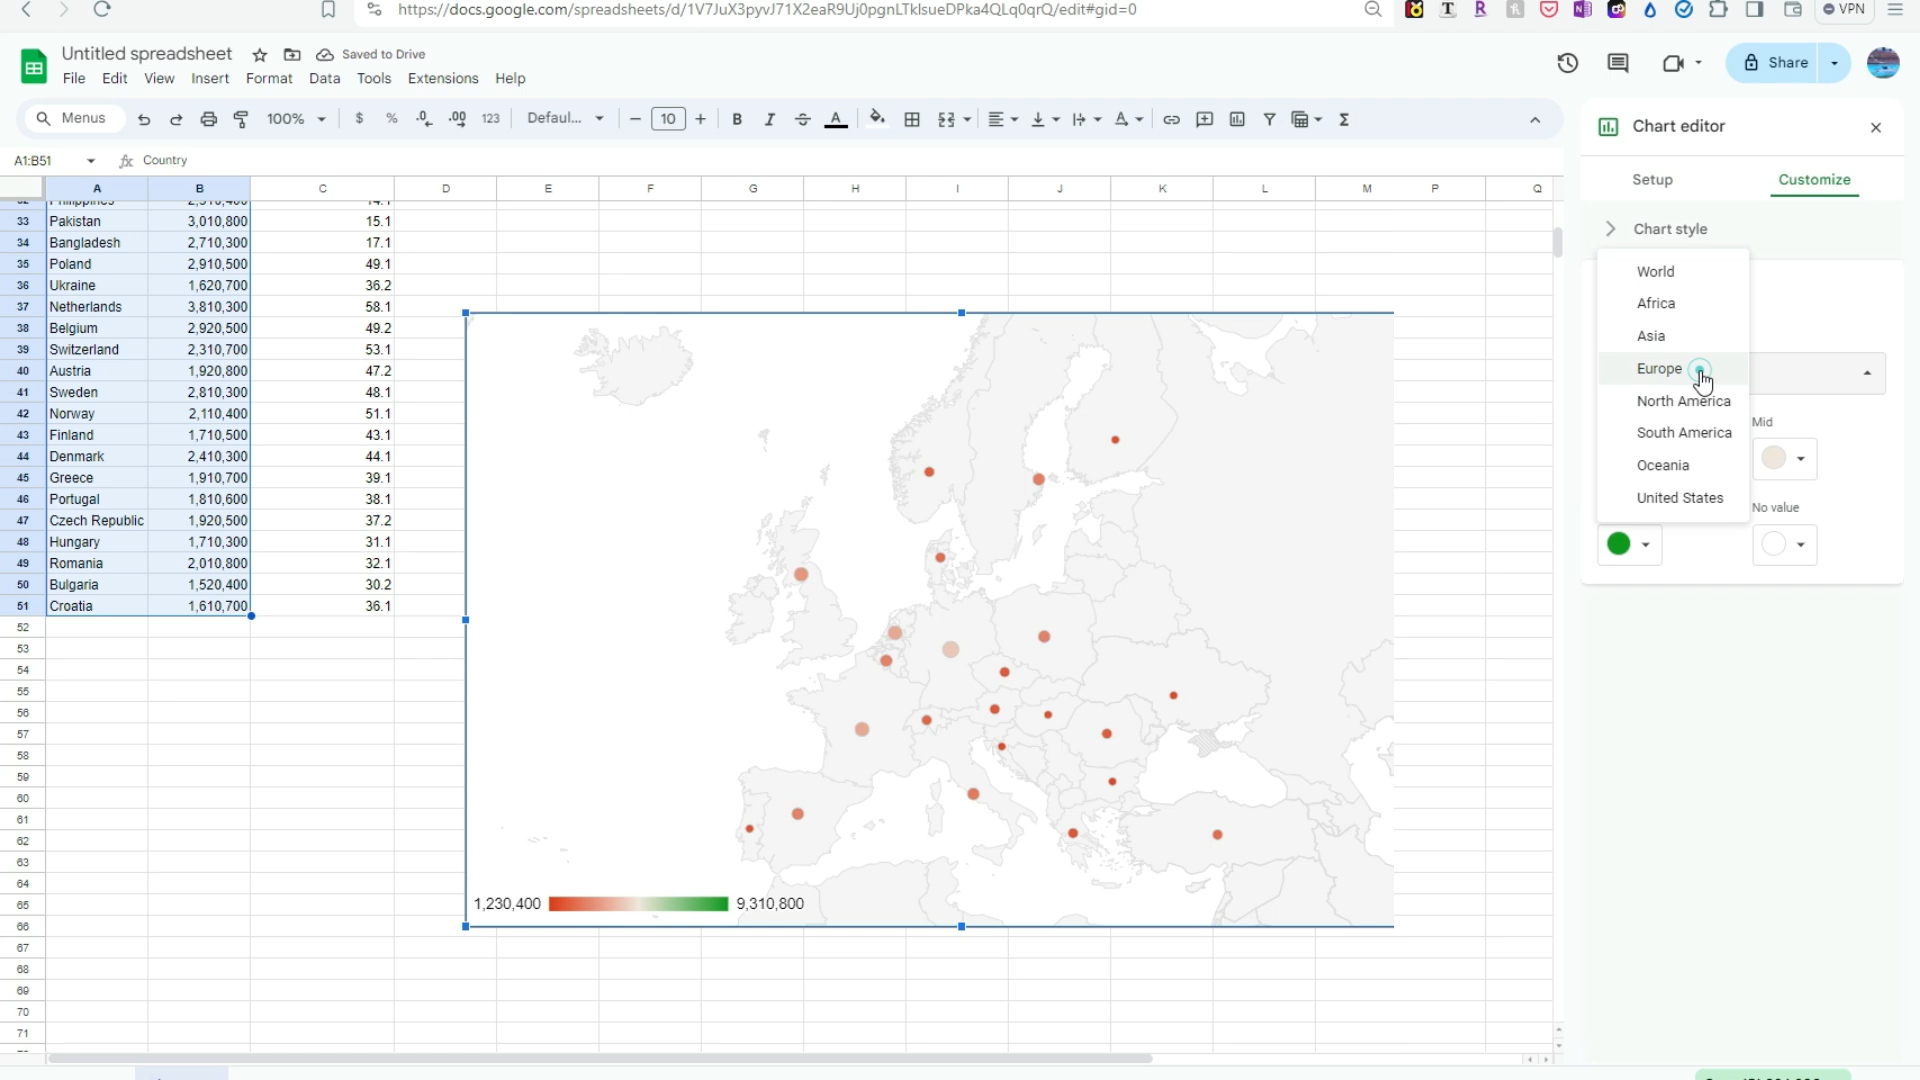 https://docs.google.com/spreadsheets/d/1V7JuX3pyvJ71X2eaR9Uj0pgnLTklsueDPka4QLq0qrQ/edit#gid=0
VPN
Untitled spreadsheet
Saved to Drive
File Edit View Insert Format Data Tools Extensions Help
Share
Menus
100%
$ % .0 .00 123
Defaul...
10
B I A
A1:B51
fx Country
Chart editor
Setup
Customize
Chart style
A B C D E F G H I J K L M P Q
32 Philippines 2,510,400 14.1
33 Pakistan 3,010,800 15.1
34 Bangladesh 2,710,300 17.1
35 Poland 2,910,500 49.1
36 Ukraine 1,620,700 36.2
37 Netherlands 3,810,300 58.1
38 Belgium 2,920,500 49.2
39 Switzerland 2,310,700 53.1
40 Austria 1,920,800 47.2
41 Sweden 2,810,300 48.1
42 Norway 2,110,400 51.1
43 Finland 1,710,500 43.1
44 Denmark 2,410,300 44.1
45 Greece 1,910,700 39.1
46 Portugal 1,810,600 38.1
47 Czech Republic 1,920,500 37.2
48 Hungary 1,710,300 31.1
49 Romania 2,010,800 32.1
50 Bulgaria 1,520,400 30.2
51 Croatia 1,610,700 36.1
52
53
54
55
56
57
58
59
60
61
62
63
64
65
66
67
68
69
70
71
1,230,400 9,310,800
World
Africa
Asia
Europe
North America
South America
Oceania
United States
Mid
No value